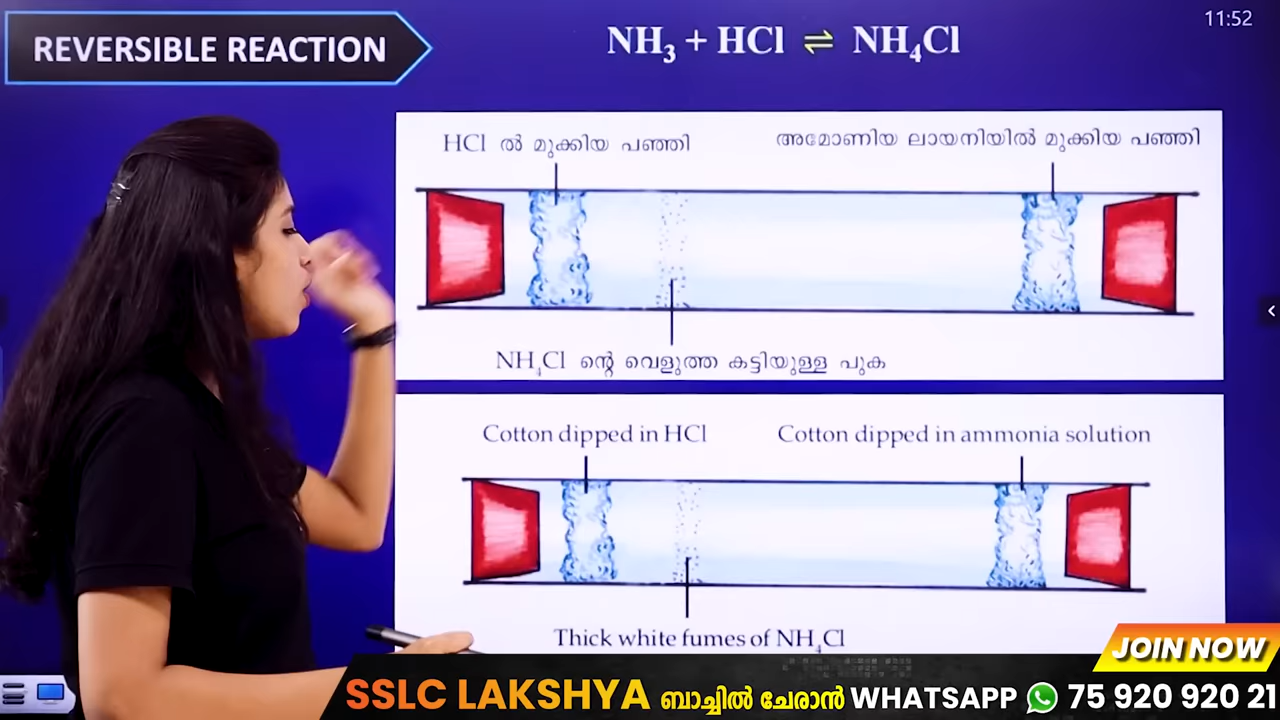 REVERSIBLE REACTION
NH₃ + HCl ⇌ NH₄Cl
11:52
HCl ൽ മുക്കിയ പഞ്ഞി
അമോണിയ ലായനിയിൽ മുക്കിയ പഞ്ഞി
NH₄Cl ന്റെ വെളുത്ത കട്ടിയുള്ള പുക
Cotton dipped in HCl
Cotton dipped in ammonia solution
Thick white fumes of NH₄Cl
JOIN NOW
SSLC LAKSHYA ബാച്ചിൽ ചേരാൻ WHATSAPP 75 920 920 21